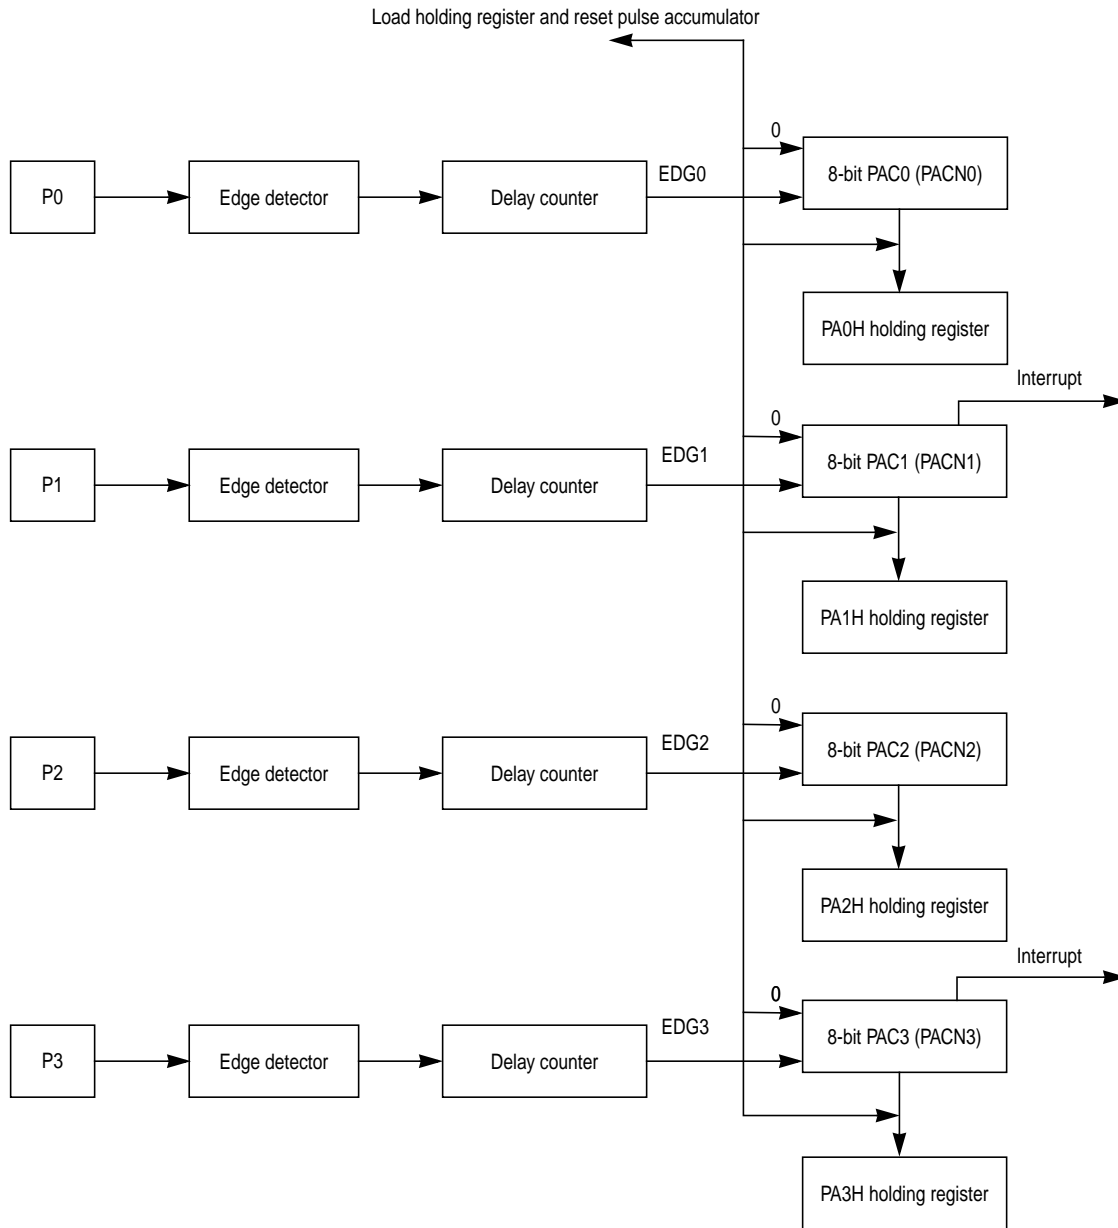 Load holding register and reset pulse accumulator
0
EDG0
P0
Edge detector
Delay counter
8-bit PAC0 (PACN0)
PA0H holding register
Interrupt
0
EDG1
P1
Edge detector
Delay counter
8-bit PAC1 (PACN1)
PA1H holding register
0
EDG2
P2
Edge detector
Delay counter
8-bit PAC2 (PACN2)
PA2H holding register
Interrupt
0
EDG3
P3
Edge detector
Delay counter
8-bit PAC3 (PACN3)
PA3H holding register